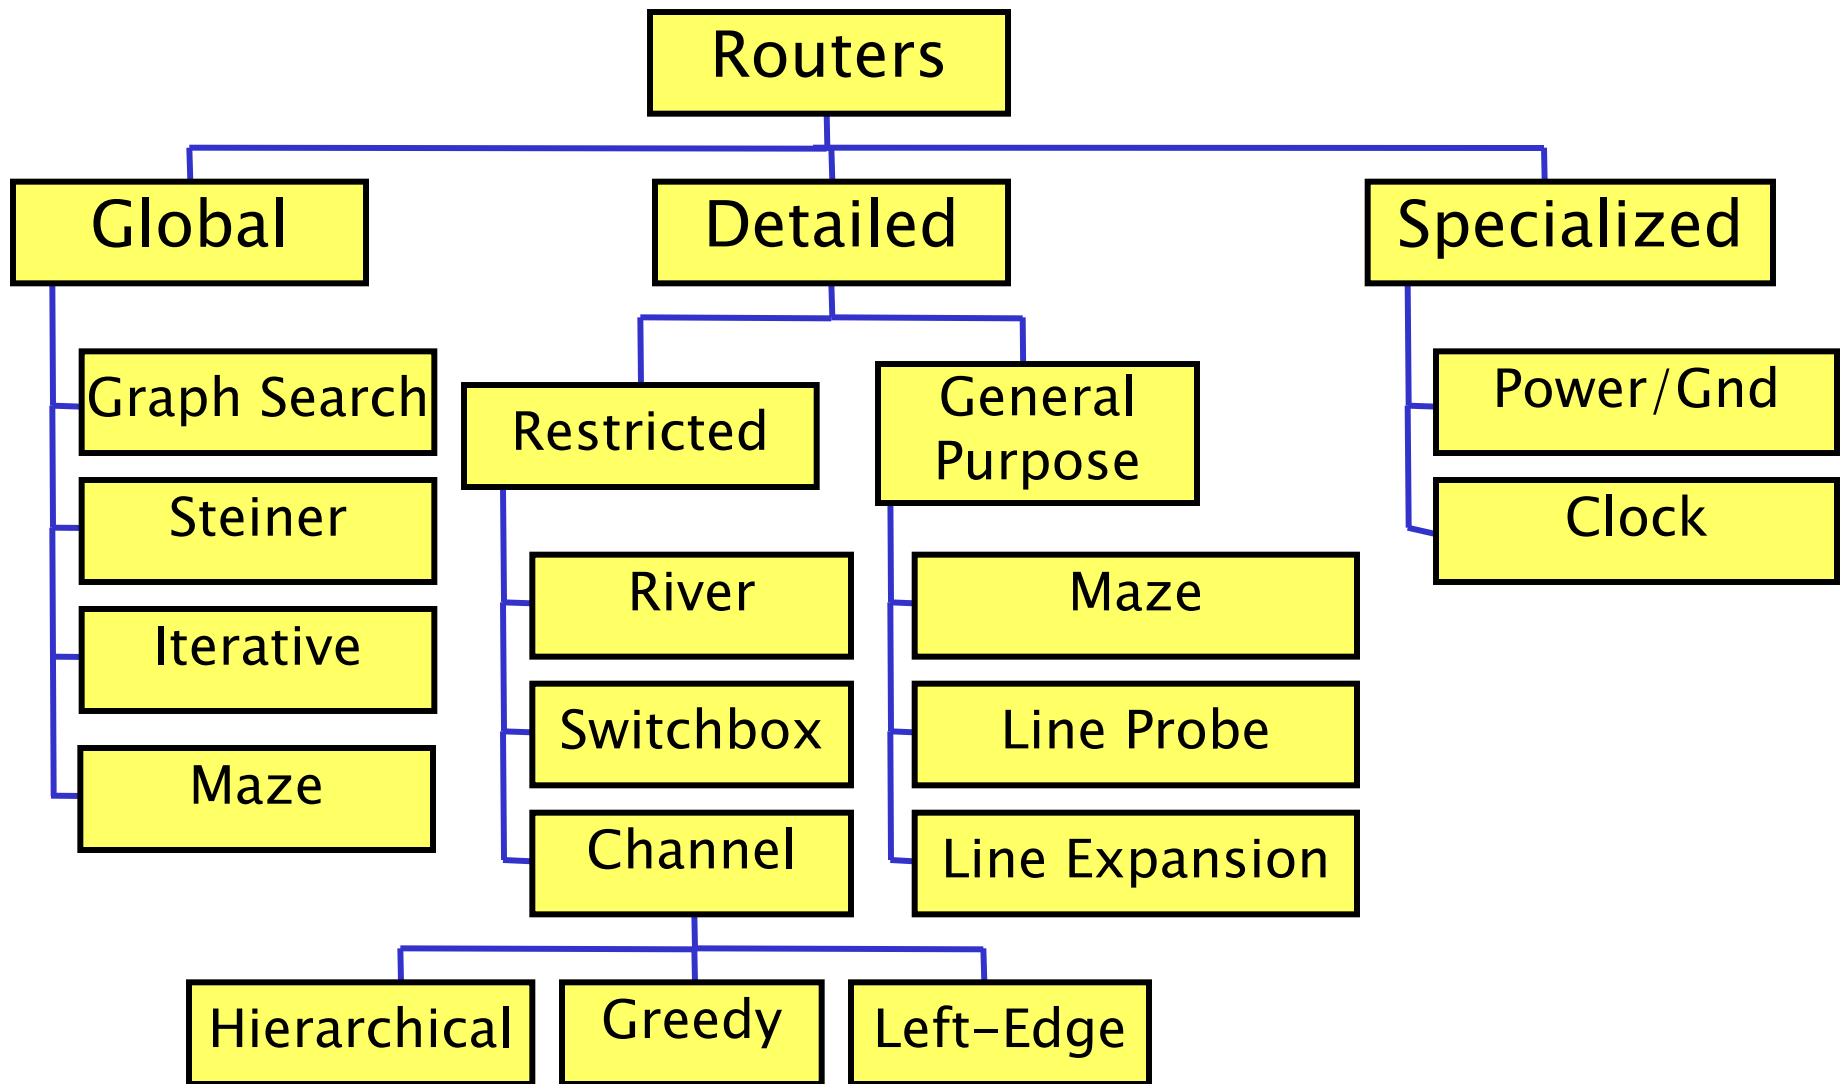 Routers
Global
Detailed
Specialized
Graph Search
Steiner
Iterative
Maze
Restricted
General
Purpose
Power/Gnd
Clock
River
Switchbox
Channel
Maze
Line Probe
Line Expansion
Hierarchical
Greedy
Left-Edge